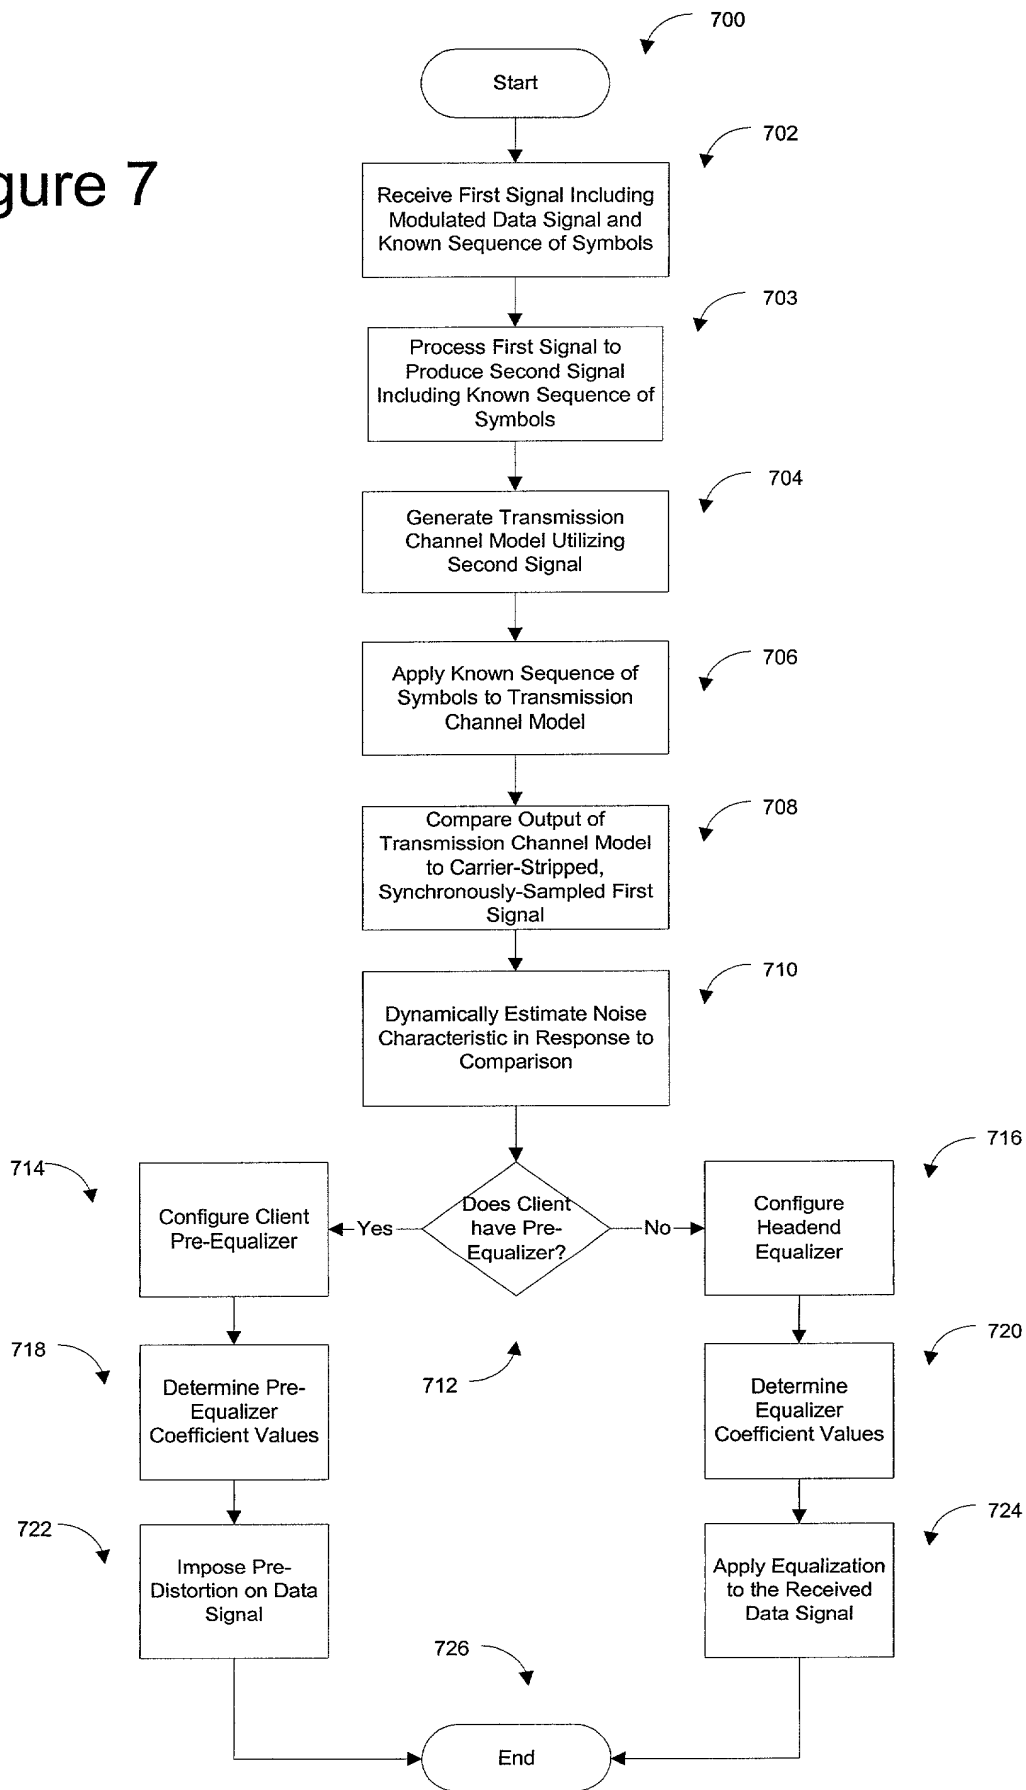 700
Start
gure 7
702
Receive First Signal Including
Modulated Data Signal and
Known Sequence of Symbols
703
Process First Signal to
Produce Second Signal
Including Known Sequence of
Symbols
704
Generate Transmission
Channel Model Utilizing
Second Signal
706
Apply Known Sequence of
Symbols to Transmission
Channel Model
708
Compare Output of
Transmission Channel Model
to Carrier-Stripped,
Synchronously-Sampled First
Signal
710
Dynamically Estimate Noise
Characteristic in Response to
Comparison
714
Configure Client
Pre-Equalizer
Yes
Does Client
have Pre-
Equalizer?
No
712
716
Configure
Headend
Equalizer
718
Determine Pre-
Equalizer
Coefficient Values
720
Determine
Equalizer
Coefficient Values
722
Impose Pre-
Distortion on Data
Signal
724
Apply Equalization
to the Received
Data Signal
726
End